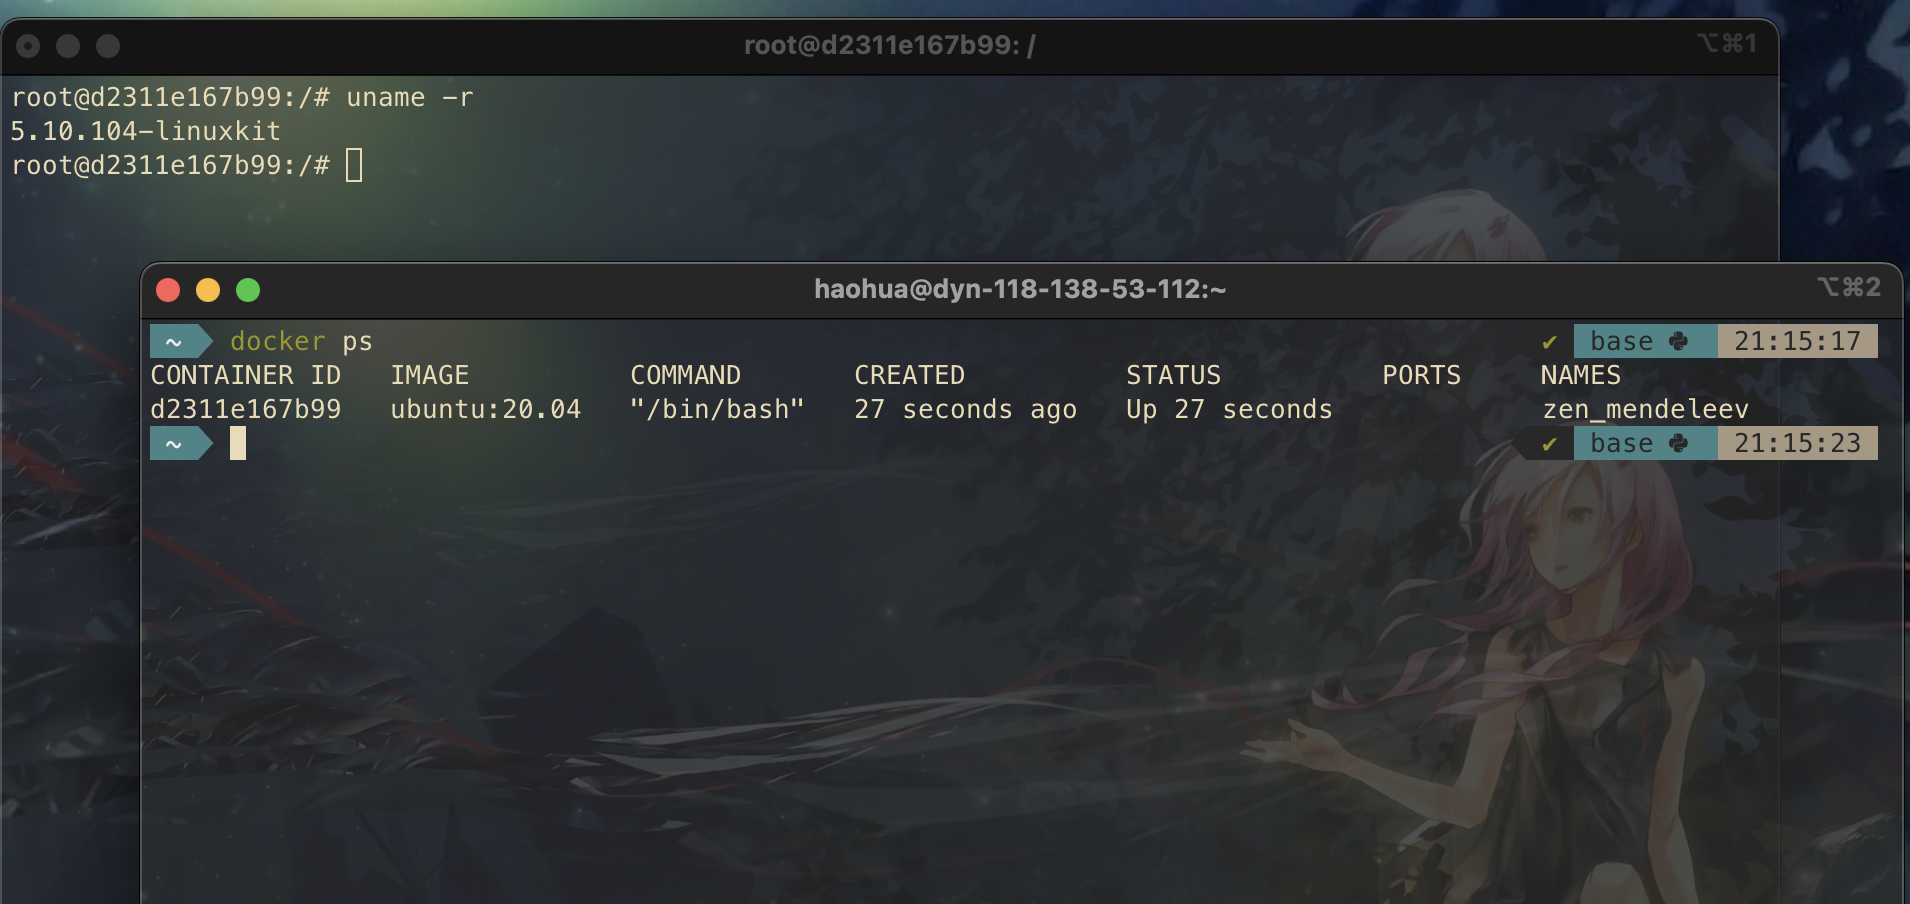 root@d2311e167b99: /
⌥⌘1
root@d2311e167b99:/# uname -r
5.10.104-linuxkit
root@d2311e167b99:/#
haohua@dyn-118-138-53-112:~
⌥⌘2
~ docker ps ✔ base 21:15:17
CONTAINER ID IMAGE COMMAND CREATED STATUS PORTS NAMES
d2311e167b99 ubuntu:20.04 "/bin/bash" 27 seconds ago Up 27 seconds zen_mendeleev
~ ✔ base 21:15:23